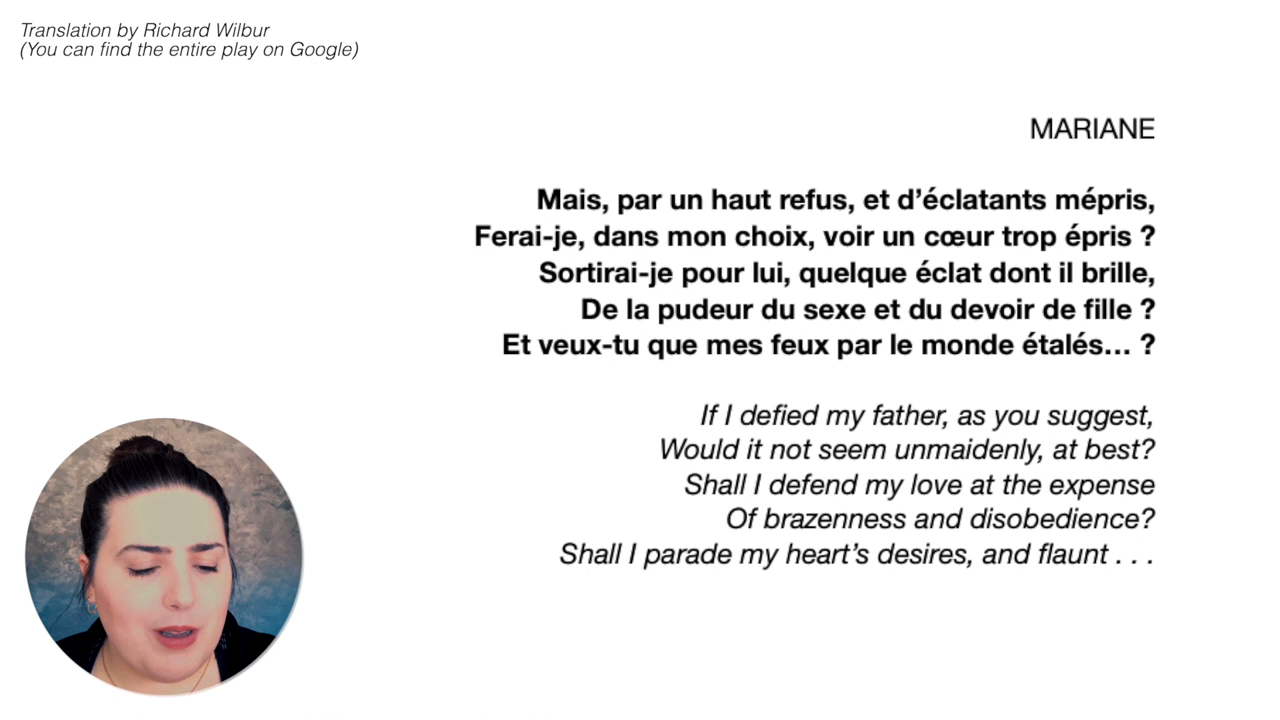 Translation by Richard Wilbur
(You can find the entire play on Google)
MARIANE
Mais, par un haut refus, et d’éclatants mépris,
Ferai-je, dans mon choix, voir un cœur trop épris ?
Sortirai-je pour lui, quelque éclat dont il brille,
De la pudeur du sexe et du devoir de fille ?
Et veux-tu que mes feux par le monde étalés… ?
If I defied my father, as you suggest,
Would it not seem unmaidenly, at best?
Shall I defend my love at the expense
Of brazenness and disobedience?
Shall I parade my heart’s desires, and flaunt . . .